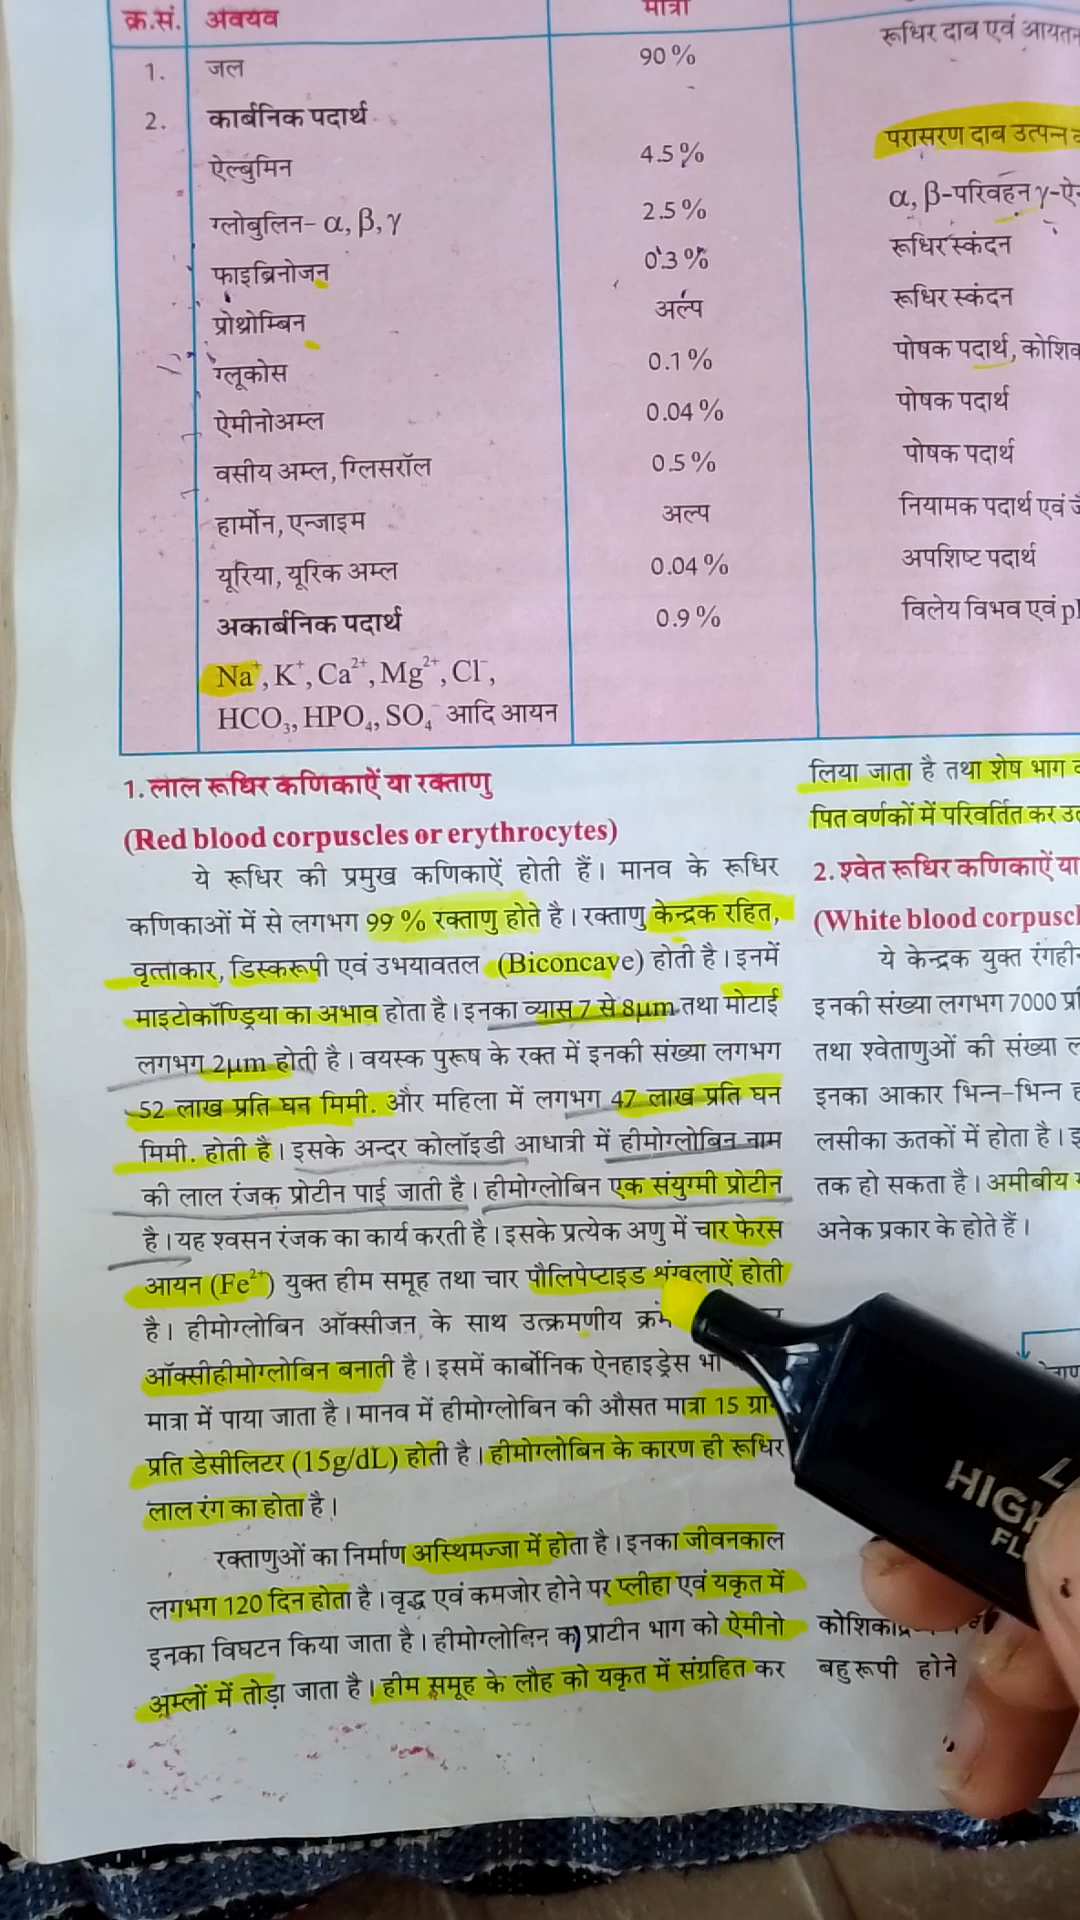 क्र.सं. अवयव मात्रा
रूधिर दाब एवं आयतन
1. जल 90%
2. कार्बनिक पदार्थ
ऐल्बुमिन 4.5% परासरण दाब उत्पन्न
ग्लोबुलिन- α, β, γ 2.5% α, β-परिवहन γ-
फाइब्रिनोजन 0.3% रूधिर स्कंदन
प्रोथ्रोम्बिन अल्प रूधिर स्कंदन
ग्लूकोस 0.1% पोषक पदार्थ,
ऐमीनोअम्ल 0.04% पोषक पदार्थ
वसीय अम्ल, ग्लिसरॉल 0.5% पोषक पदार्थ
हार्मोन, एन्जाइम अल्प नियामक पदार्थ एवं
यूरिया, यूरिक अम्ल 0.04% अपशिष्ट पदार्थ
अकार्बनिक पदार्थ 0.9% विलेय विभव एवं
Na⁺, K⁺, Ca²⁺, Mg²⁺, Cl⁻,
HCO₃, HPO₄, SO₄⁻ आदि आयन
1. लाल रूधिर कणिकाऐं या रक्ताणु
(Red blood corpuscles or erythrocytes)
ये रूधिर की प्रमुख कणिकाऐं होती हैं। मानव के रूधिर
कणिकाओं में से लगभग 99 % रक्ताणु होते है। रक्ताणु केन्द्रक रहित,
वृत्ताकार, डिस्करूपी एवं उभयावतल (Biconcave) होती है। इनमें
माइटोकॉण्ड्रिया का अभाव होता है। इनका व्यास 7 से 8μm तथा मोटाई
लगभग 2μm होती है। वयस्क पुरूष के रक्त में इनकी संख्या लगभग
52 लाख प्रति घन मिमी. और महिला में लगभग 47 लाख प्रति घन
मिमी. होती है। इसके अन्दर कोलॉइडी आधात्री में हीमोग्लोबिन नाम
की लाल रंजक प्रोटीन पाई जाती है। हीमोग्लोबिन एक संयुग्मी प्रोटीन
है। यह श्वसन रंजक का कार्य करती है। इसके प्रत्येक अणु में चार फेरस
आयन (Fe²⁺) युक्त हीम समूह तथा चार पौलिपेप्टाइड श्रंखलाऐं होती
है। हीमोग्लोबिन ऑक्सीजन के साथ उत्क्रमणीय
ऑक्सीहीमोग्लोबिन बनाती है। इसमें कार्बोनिक ऐनहाइड्रेस
मात्रा में पाया जाता है। मानव में हीमोग्लोबिन की औसत मात्रा 15
प्रति डेसीलिटर (15g/dL) होती है। हीमोग्लोबिन के कारण ही रूधिर
लाल रंग का होता है।
रक्ताणुओं का निर्माण अस्थिमज्जा में होता है। इनका जीवनकाल
लगभग 120 दिन होता है। वृद्ध एवं कमजोर होने पर प्लीहा एवं यकृत में
इनका विघटन किया जाता है। हीमोग्लोबिन के प्रोटीन भाग को ऐमीनो
अम्लों में तोड़ा जाता है। हीम समूह के लौह को यकृत में संग्रहित कर
लिया जाता है तथा शेष भाग
पित वर्णकों में परिवर्तित कर
2. श्वेत रूधिर कणिकाऐं या
(White blood
ये केन्द्रक युक्त
इनकी संख्या लगभग 7000
तथा श्वेताणुओं की संख्या
इनका आकार भिन्न-भिन्न
लसीका ऊतकों में होता है।
तक हो सकता है। अमीबीय
अनेक प्रकार के होते हैं।
बहुरूपी होने
HIGH